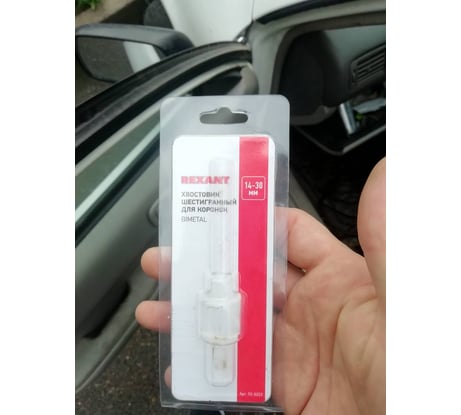 REXANT
14-30
мм
ХВОСТОВИК
ШЕСТИГРАННЫЙ
ДЛЯ КОРОНОК
BIMETAL